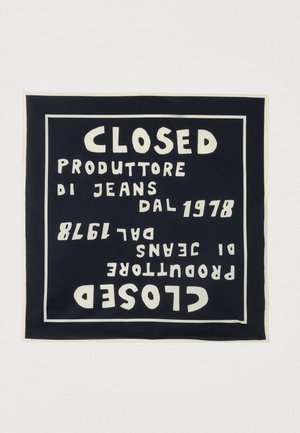 CLOSED
PRODUTTORE
DI JEANS
DAL 1978
DAL 1978
DI JEANS
PRODUTTORE
CLOSED